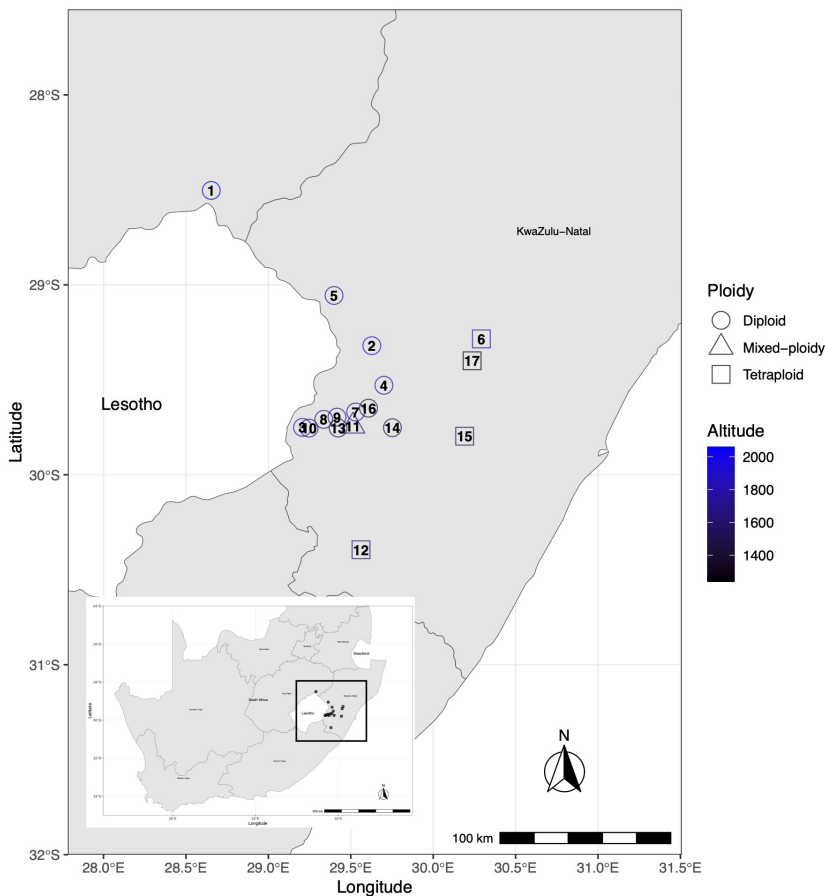 28°S
29°S
30°S
31°S
32°S
Latitude
28.0°E
28.5°E
29.0°E
29.5°E
30.0°E
30.5°E
31.0°E
31.5°E
Longitude
1
KwaZulu–Natal
5
2
6
17
4
Lesotho
16
7
9
8
3
10
13
11
14
15
12
Ploidy
Diploid
Mixed–ploidy
Tetraploid
Altitude
2000
1800
1600
1400
N
100 km
Swaziland
South Africa
Lesotho
N
Latitude
Longitude